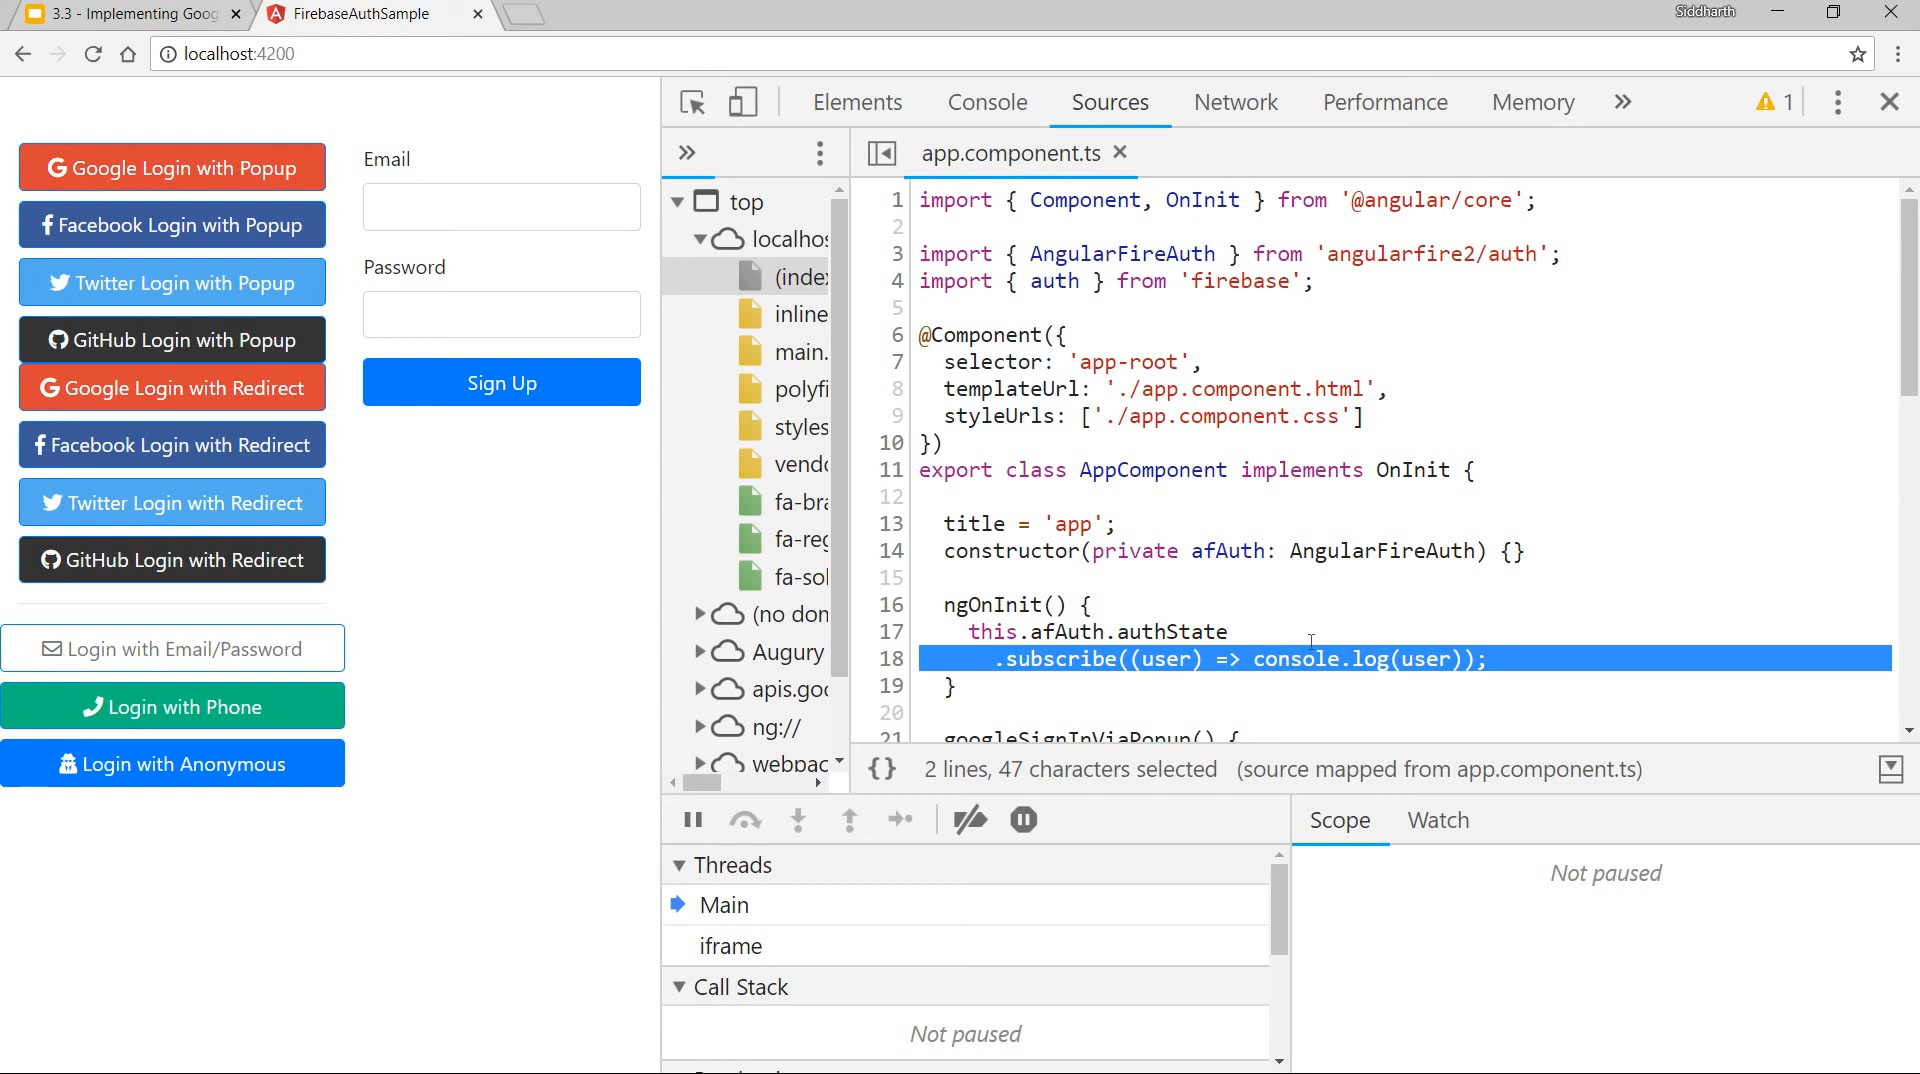 3.3 - Implementing Goog
FirebaseAuthSample
Siddharth
localhost:4200
Google Login with Popup
Facebook Login with Popup
Twitter Login with Popup
GitHub Login with Popup
Google Login with Redirect
Facebook Login with Redirect
Twitter Login with Redirect
GitHub Login with Redirect
Login with Email/Password
Login with Phone
Login with Anonymous
Email
Password
Sign Up
Elements Console Sources Network Performance Memory » 1
»
top
localhos
(inde
inline
main.
polyfi
styles
vendo
fa-bra
fa-reg
fa-sol
(no don
Augury
apis.goo
ng://
webpac
app.component.ts
1 import { Component, OnInit } from '@angular/core';
2
3 import { AngularFireAuth } from 'angularfire2/auth';
4 import { auth } from 'firebase';
5
6 @Component({
7 selector: 'app-root',
8 templateUrl: './app.component.html',
9 styleUrls: ['./app.component.css']
10 })
11 export class AppComponent implements OnInit {
12
13 title = 'app';
14 constructor(private afAuth: AngularFireAuth) {}
15
16 ngOnInit() {
17 this.afAuth.authState
18 .subscribe((user) => console.log(user));
19 }
20
21 googleSignInViaPopup() {
{} 2 lines, 47 characters selected (source mapped from app.component.ts)
Threads
Main
iframe
Call Stack
Not paused
Scope Watch
Not paused